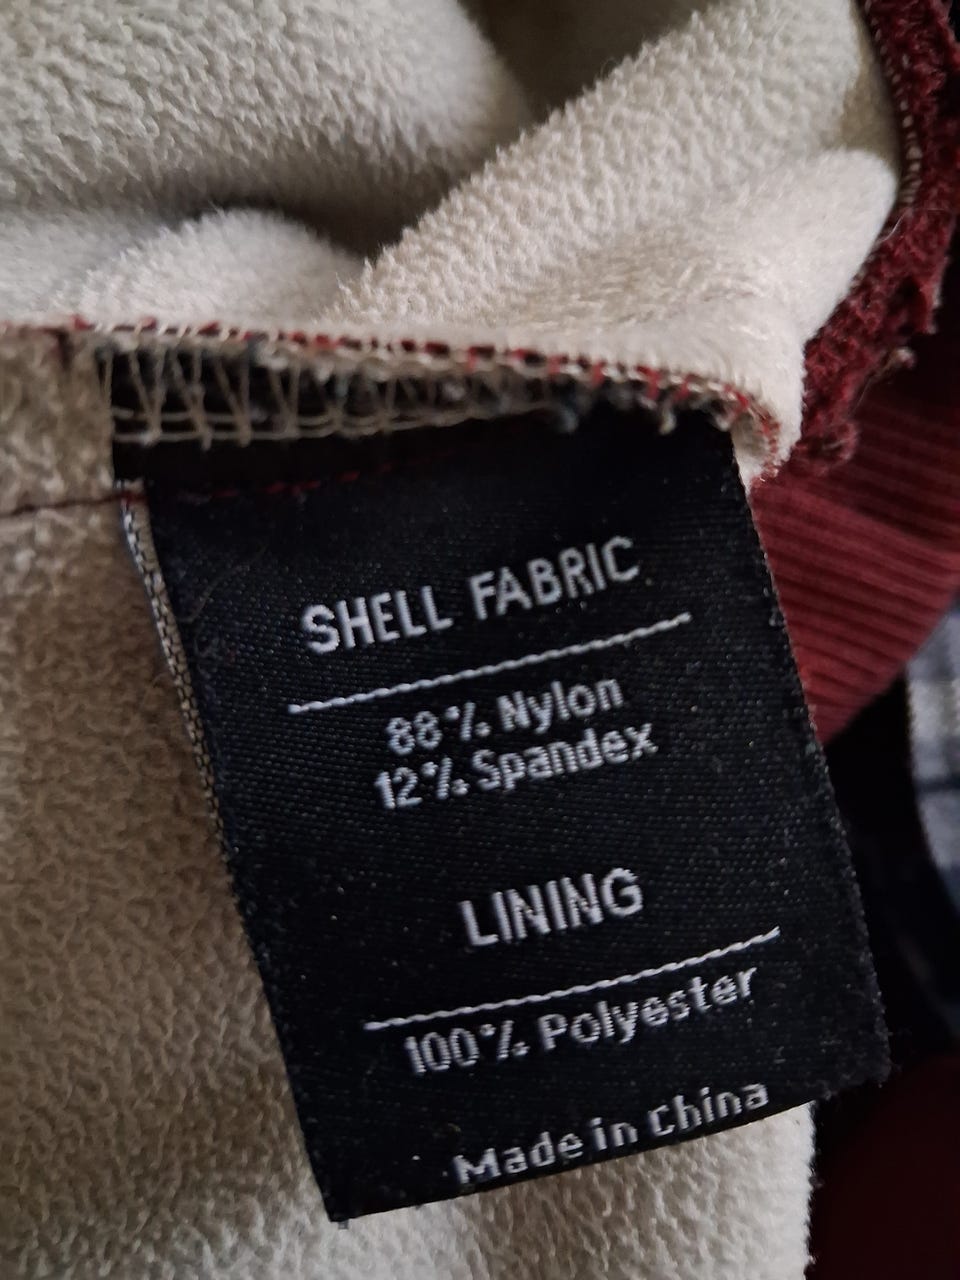 SHELL FABRIC
88% Nylon
12% Spandex
LINING
100% Polyester
Made in China